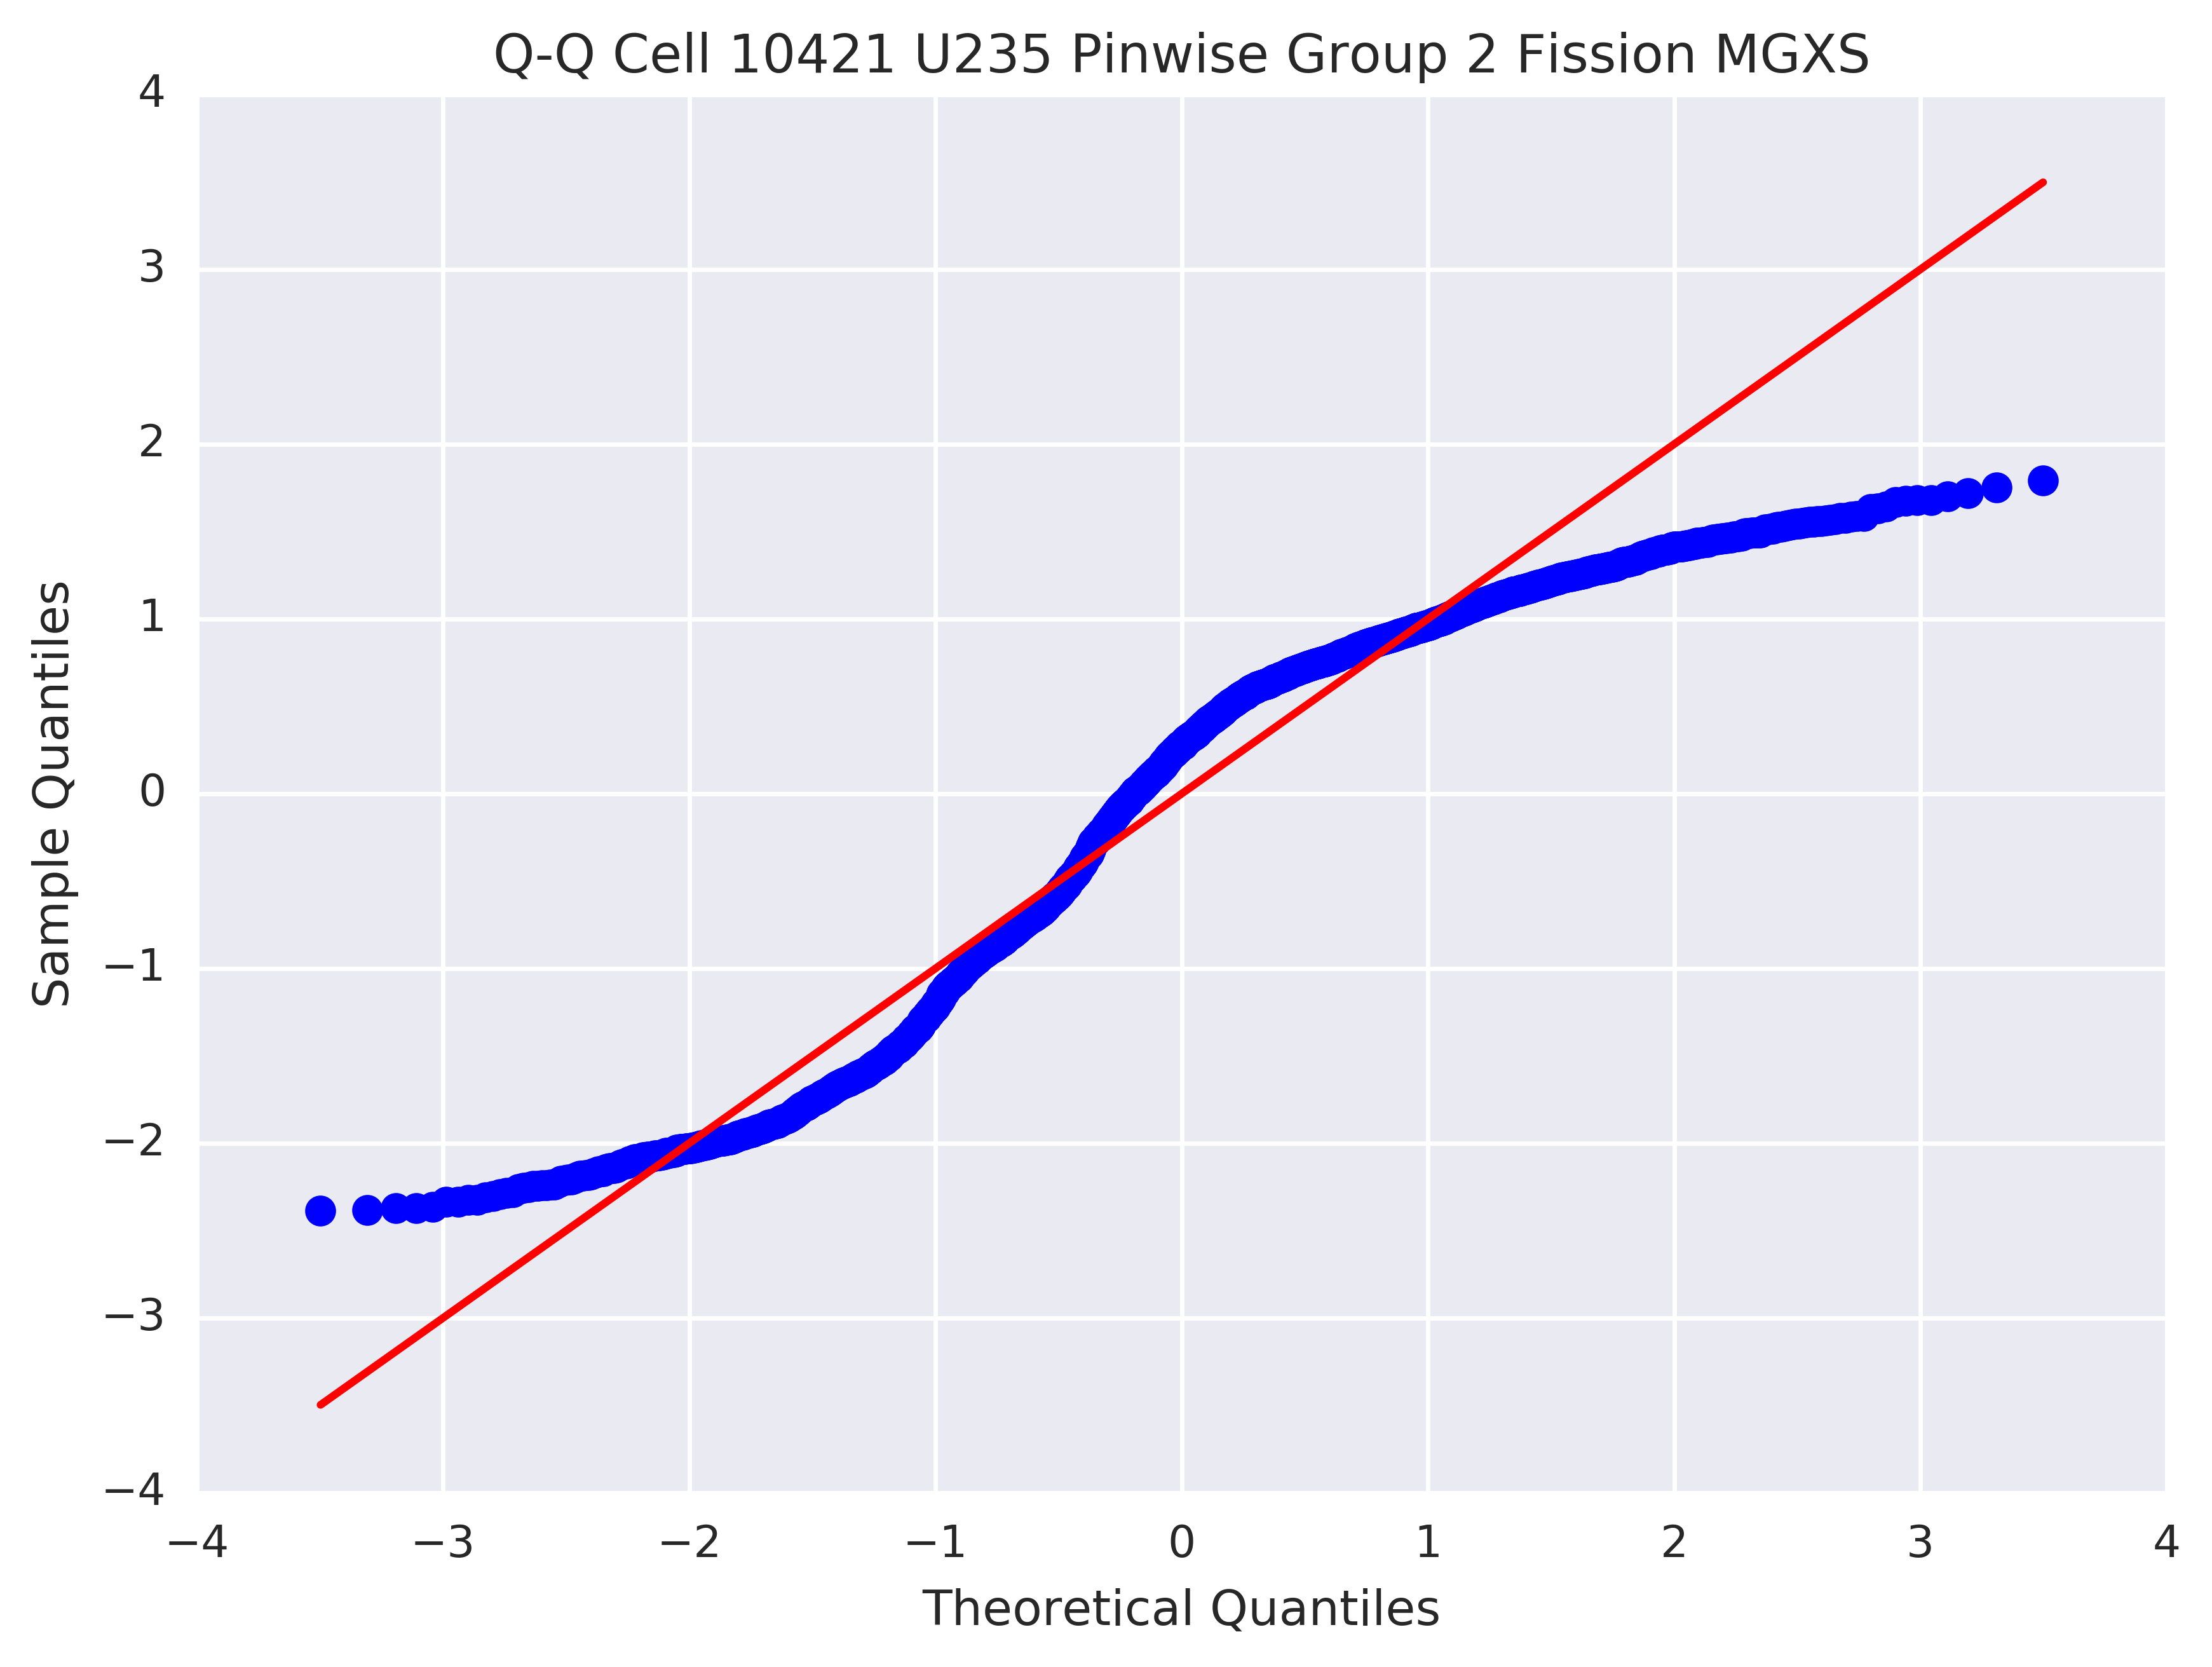 Q-Q Cell 10421 U235 Pinwise Group 2 Fission MGXS
4
3
2
1
0
−1
−2
−3
−4
Sample Quantiles
−4 −3 −2 −1 0 1 2 3 4
Theoretical Quantiles